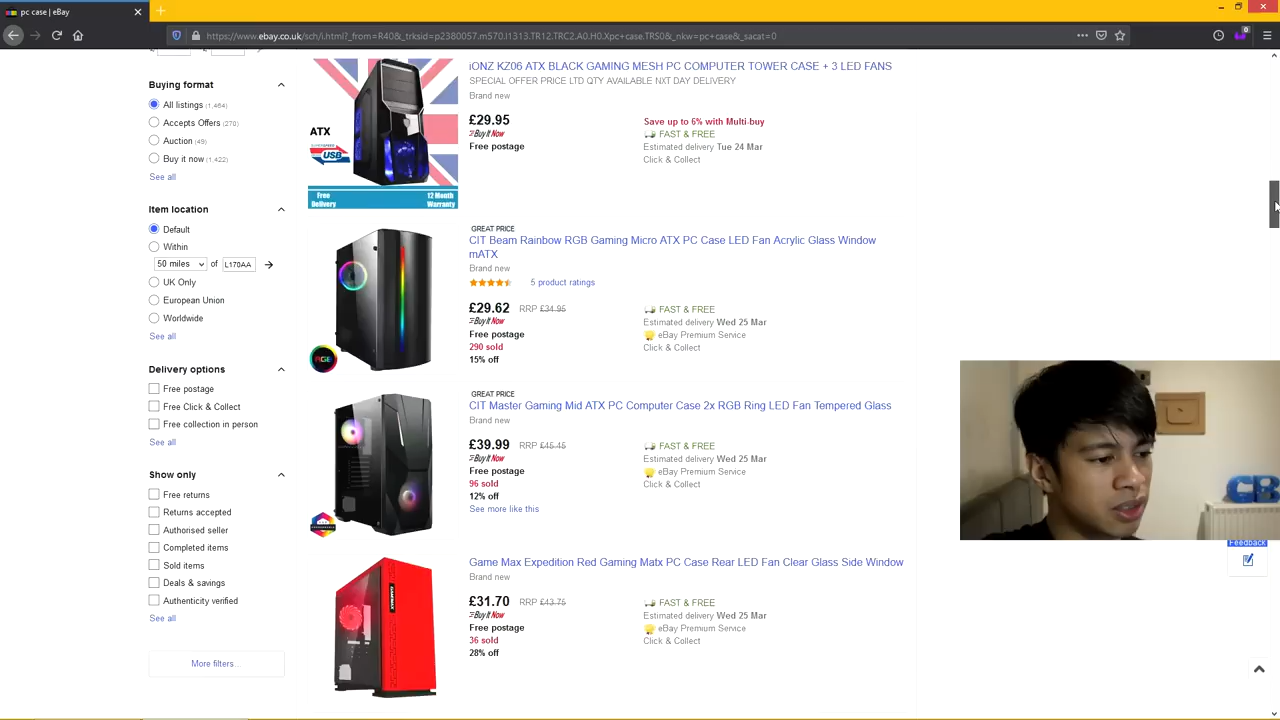 pc case | eBay
https://www.ebay.co.uk/sch/i.html?_from=R40&_trksid=p2380057.m570.l1313.TR12.TRC2.A0.H0.Xpc+case.TRS0&_nkw=pc+case&_sacat=0
Buying format
All listings (1,464)
Accepts Offers (270)
Auction (49)
Buy it now (1,422)
See all
Item location
Default
Within
50 miles of L170AA
UK Only
European Union
Worldwide
See all
Delivery options
Free postage
Free Click & Collect
Free collection in person
See all
Show only
Free returns
Returns accepted
Authorised seller
Completed items
Sold items
Deals & savings
Authenticity verified
See all
More filters...
ATX
USB
Free Delivery
12 Month Warranty
iONZ KZ06 ATX BLACK GAMING MESH PC COMPUTER TOWER CASE + 3 LED FANS
SPECIAL OFFER PRICE LTD QTY AVAILABLE NXT DAY DELIVERY
Brand new
£29.95
Buy It Now
Free postage
Save up to 6% with Multi-buy
FAST & FREE
Estimated delivery Tue 24 Mar
Click & Collect
RGB
GREAT PRICE
CIT Beam Rainbow RGB Gaming Micro ATX PC Case LED Fan Acrylic Glass Window
mATX
Brand new
5 product ratings
£29.62 RRP £34.95
Buy It Now
Free postage
290 sold
15% off
FAST & FREE
Estimated delivery Wed 25 Mar
eBay Premium Service
Click & Collect
GREAT PRICE
CIT Master Gaming Mid ATX PC Computer Case 2x RGB Ring LED Fan Tempered Glass
Brand new
£39.99 RRP £45.45
Buy It Now
Free postage
96 sold
12% off
See more like this
FAST & FREE
Estimated delivery Wed 25 Mar
eBay Premium Service
Click & Collect
Game Max Expedition Red Gaming Matx PC Case Rear LED Fan Clear Glass Side Window
Brand new
£31.70 RRP £43.75
Buy It Now
Free postage
36 sold
28% off
FAST & FREE
Estimated delivery Wed 25 Mar
eBay Premium Service
Click & Collect
Feedback